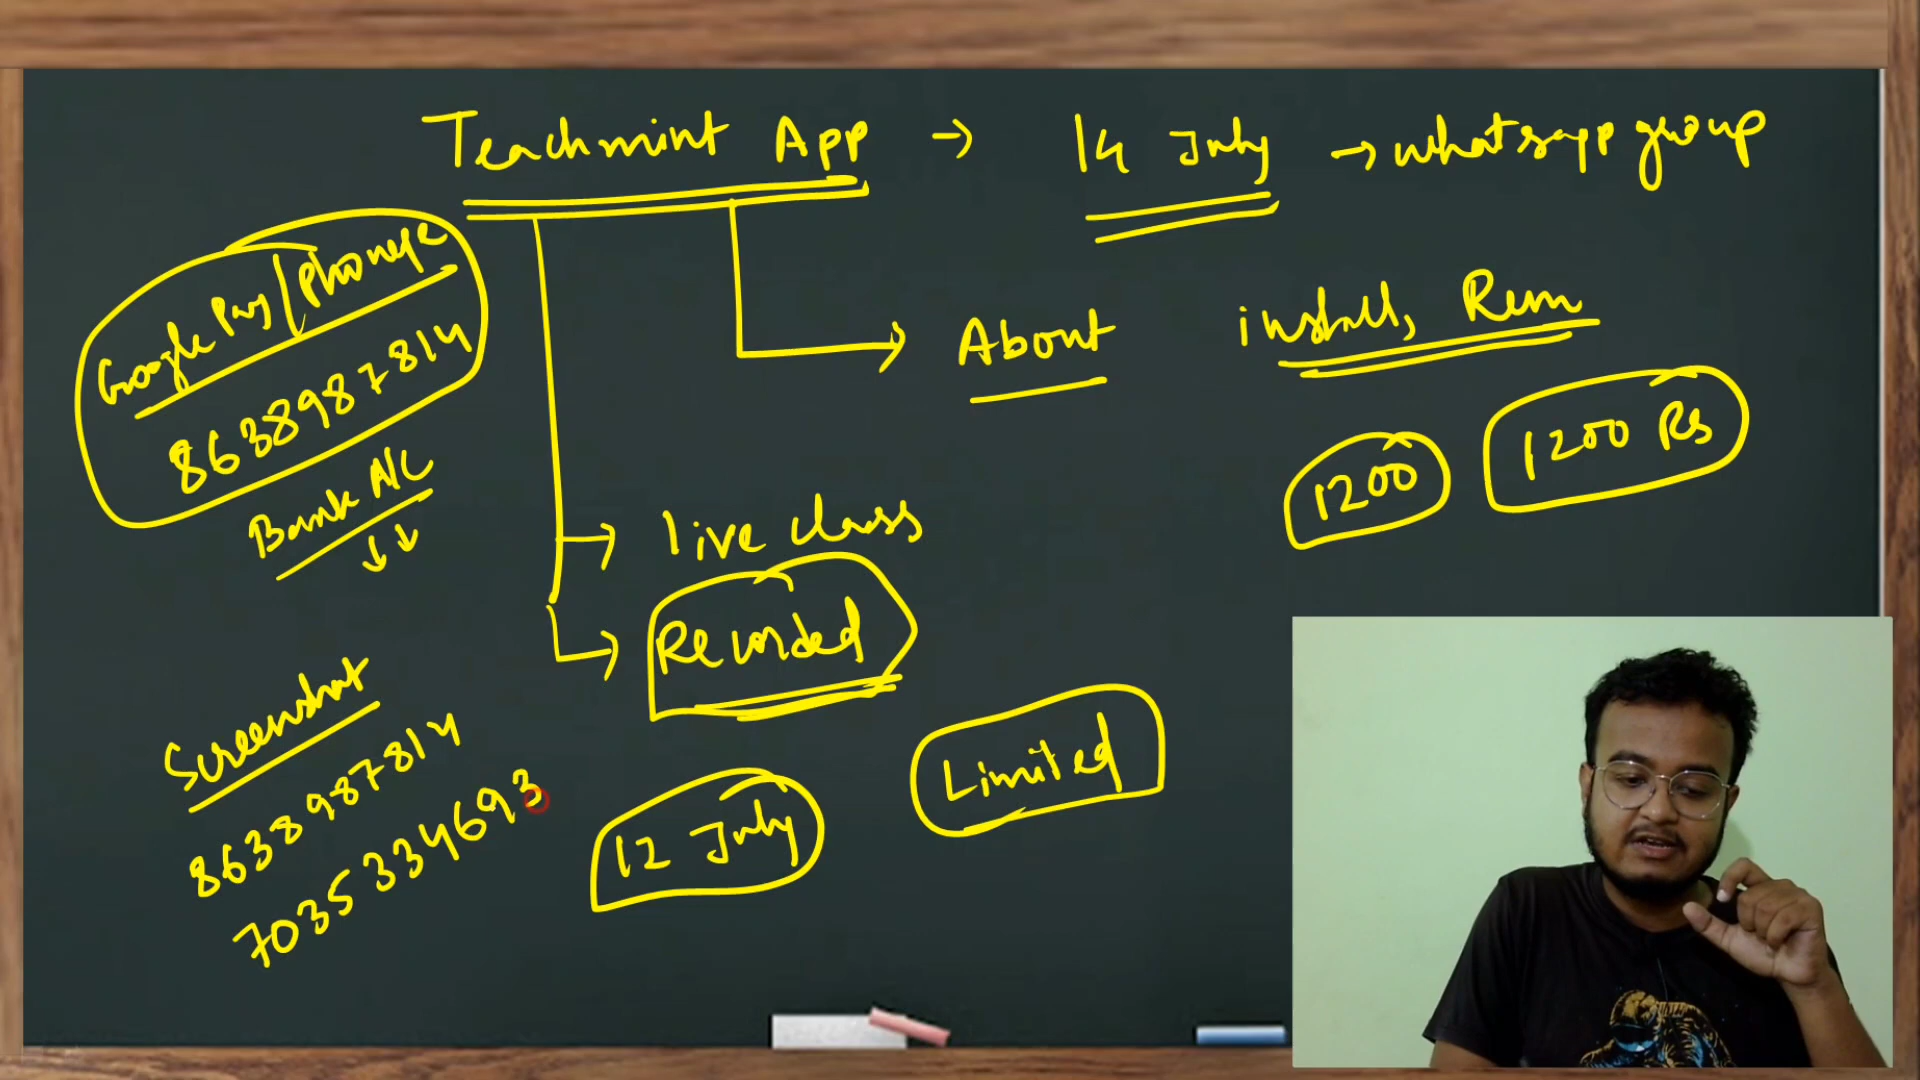 Teachmint App → 14 July → whatsapp group
Google Pay/Phonepe
8638987814
Bank A/C
About
install, Rem
1200
1200 Rs
live class
Recorded
Screenshot
8638987814
7035334693
12 July
Limited